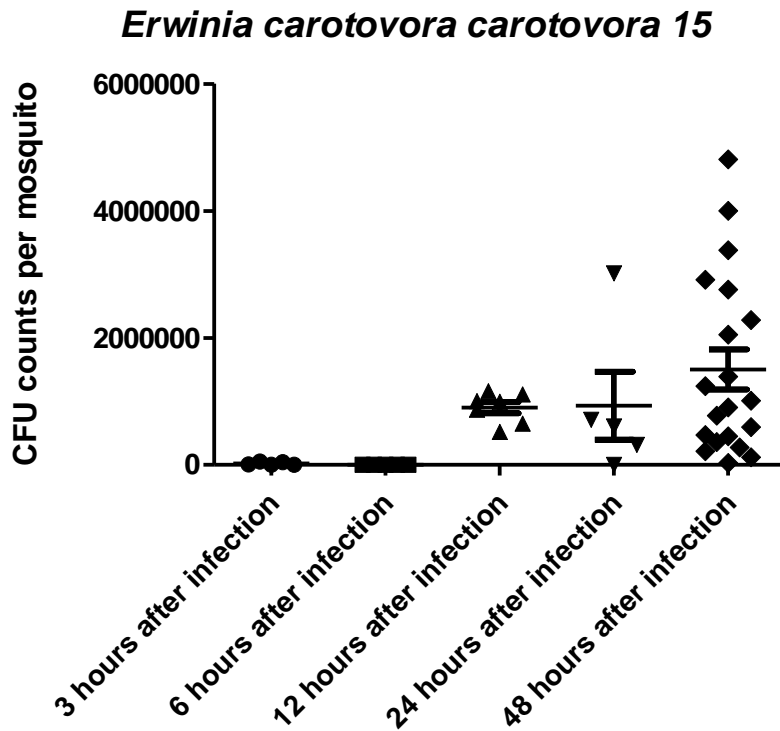 Erwinia carotovora carotovora 15
CFU counts per mosquito
6000000
4000000
2000000
0
3 hours after infection
6 hours after infection
12 hours after infection
24 hours after infection
48 hours after infection